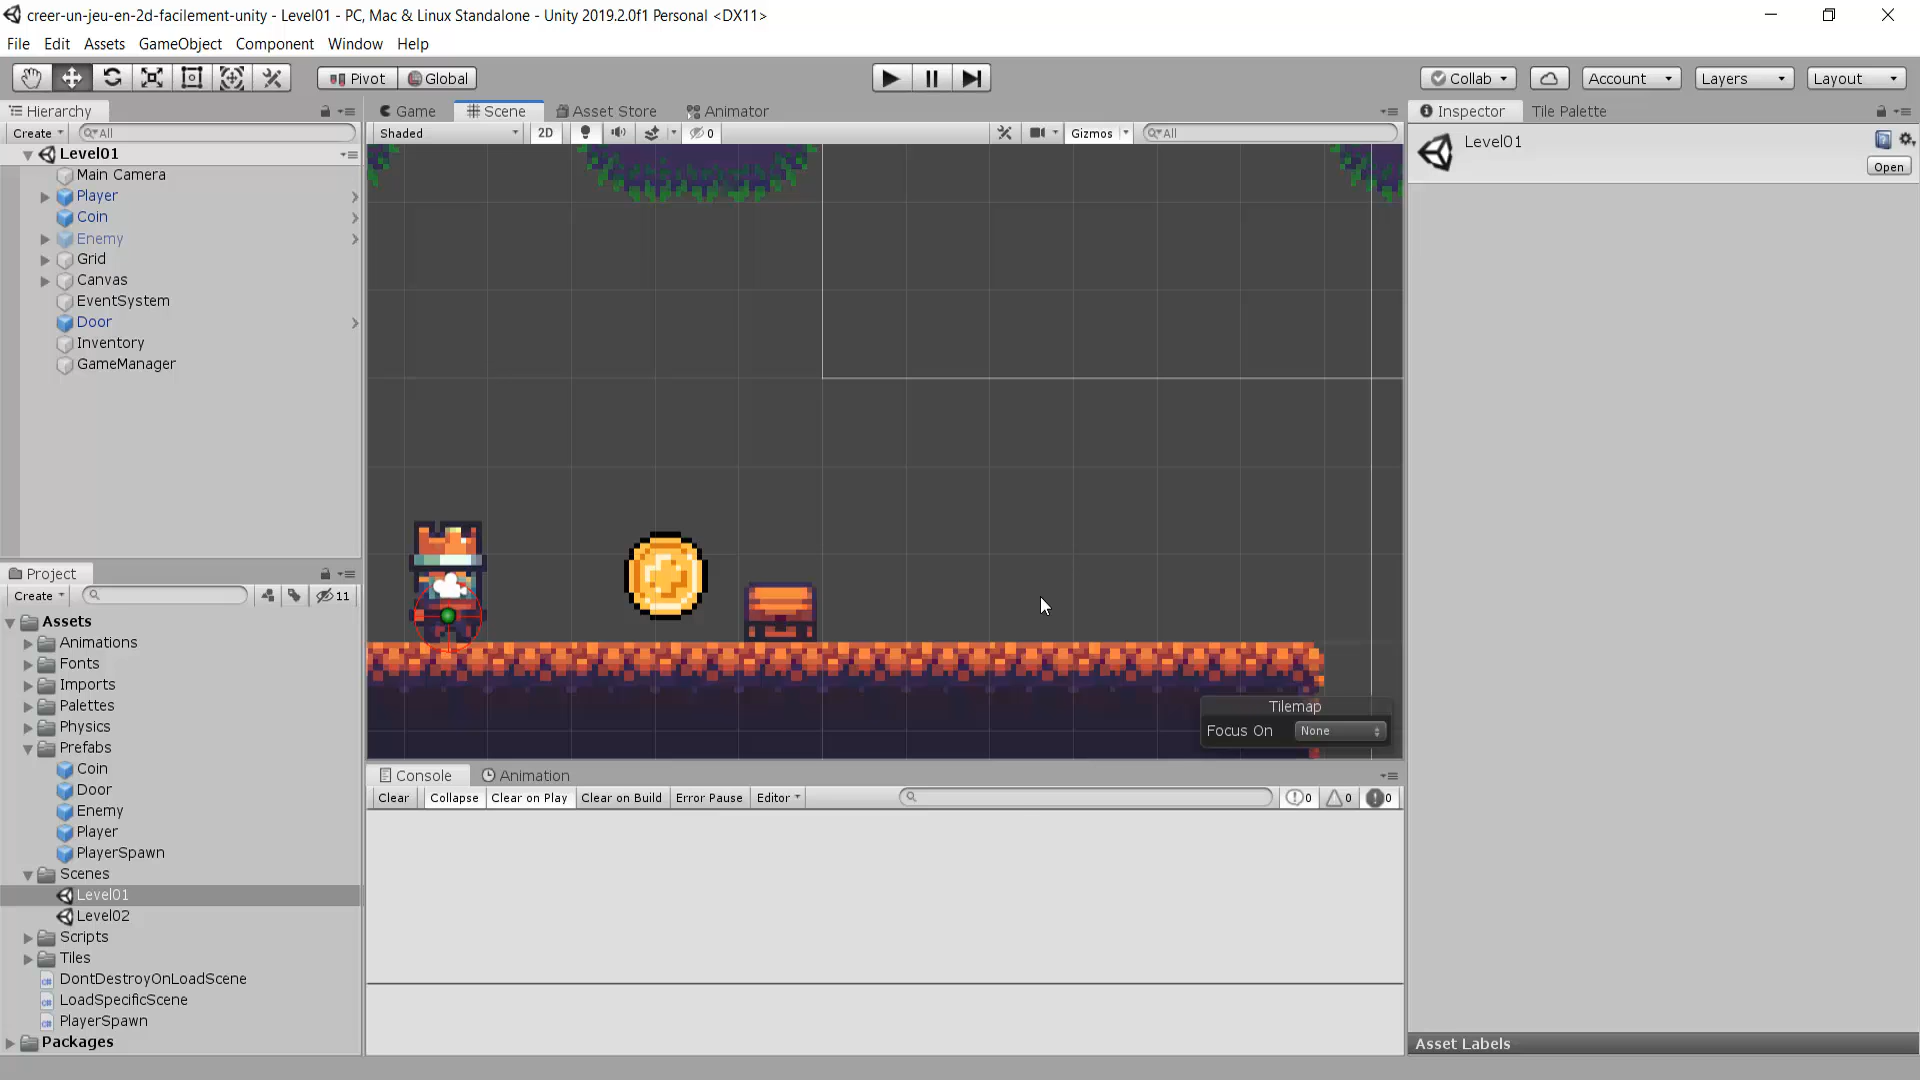 creer-un-jeu-en-2d-facilement-unity - Level01 - PC, Mac & Linux Standalone - Unity 2019.2.0f1 Personal <DX11>
File Edit Assets GameObject Component Window Help
Pivot Global Collab Account Layers Layout
Hierarchy
Create All
Level01
Main Camera
Player
Coin
Enemy
Grid
Canvas
EventSystem
Door
Inventory
GameManager
Game Scene Asset Store Animator
Shaded 2D 0 Gizmos All
Tilemap
Focus On None
Project
Create 11
Assets
Animations
Fonts
Imports
Palettes
Physics
Prefabs
Coin
Door
Enemy
Player
PlayerSpawn
Scenes
Level01
Level02
Scripts
Tiles
DontDestroyOnLoadScene
LoadSpecificScene
PlayerSpawn
Packages
Console Animation
Clear Collapse Clear on Play Clear on Build Error Pause Editor 0 0 0
Inspector Tile Palette
Level01
Open
Asset Labels